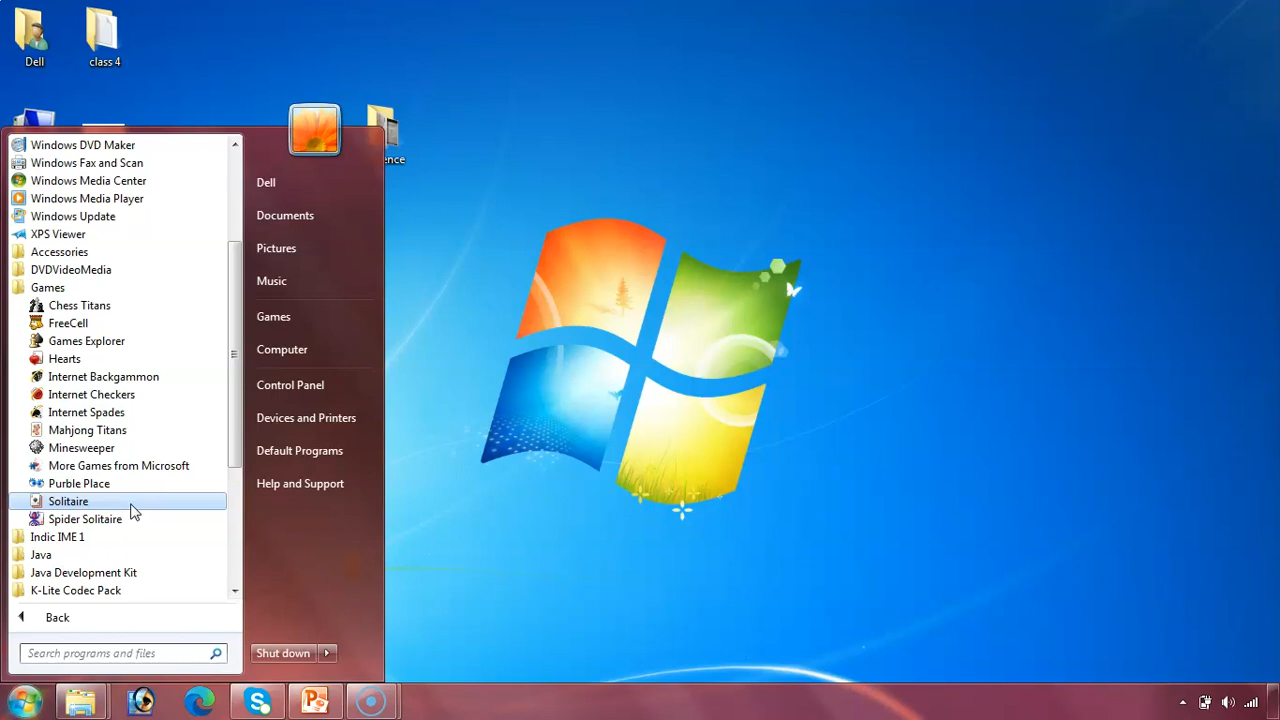 Dell
class 4
ence
Windows DVD Maker
Windows Fax and Scan
Windows Media Center
Windows Media Player
Windows Update
XPS Viewer
Accessories
DVDVideoMedia
Games
Chess Titans
FreeCell
Games Explorer
Hearts
Internet Backgammon
Internet Checkers
Internet Spades
Mahjong Titans
Minesweeper
More Games from Microsoft
Purble Place
Solitaire
Spider Solitaire
Indic IME 1
Java
Java Development Kit
K-Lite Codec Pack
Back
Search programs and files
Dell
Documents
Pictures
Music
Games
Computer
Control Panel
Devices and Printers
Default Programs
Help and Support
Shut down